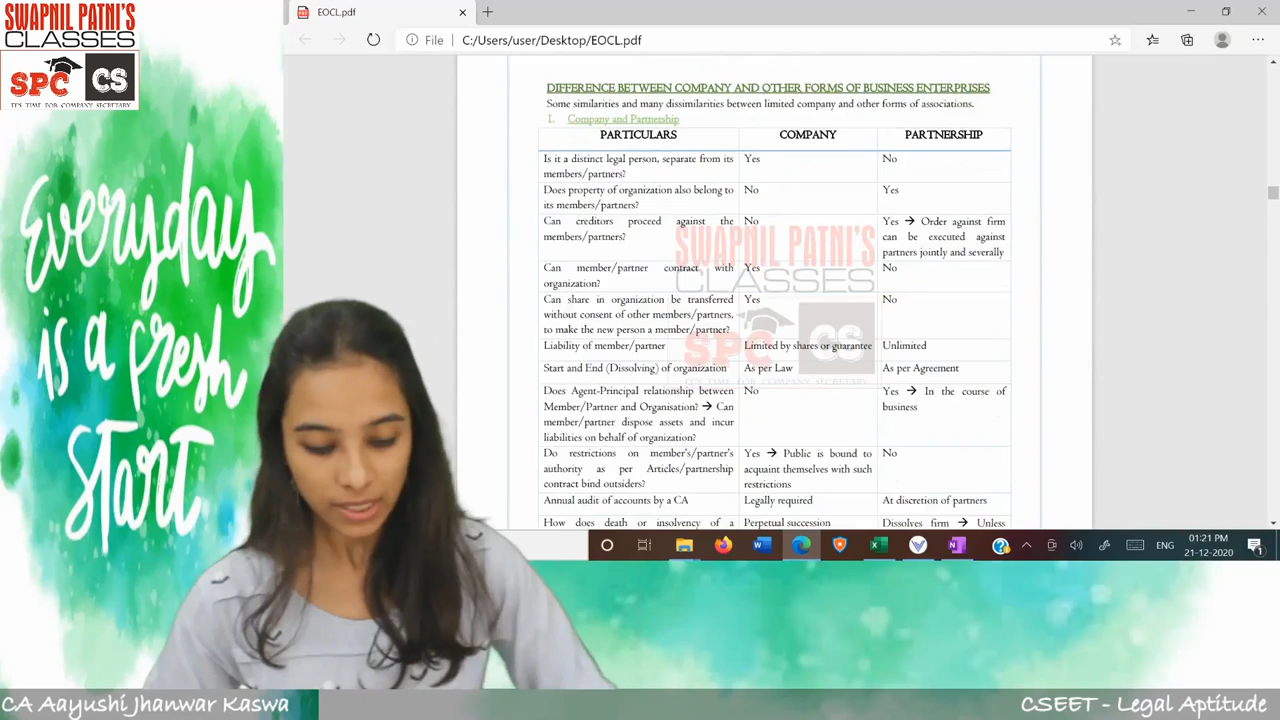 SWAPNIL PATNI'S
CLASSES
SPC CS
IT'S TIME FOR COMPANY SECRETARY
Everyday
is a fresh
Start
EOCL.pdf
File C:/Users/user/Desktop/EOCL.pdf
DIFFERENCE BETWEEN COMPANY AND OTHER FORMS OF BUSINESS ENTERPRISES
Some similarities and many dissimilarities between limited company and other forms of associations.
1. Company and Partnership
PARTICULARS COMPANY PARTNERSHIP
Is it a distinct legal person, separate from its Yes No
members/partners?
Does property of organization also belong to No Yes
its members/partners?
Can creditors proceed against the No Yes → Order against firm
members/partners? can be executed against
partners jointly and severally
Can member/partner contract with Yes No
organization?
Can share in organization be transferred Yes No
without consent of other members/partners,
to make the new person a member/partner?
Liability of member/partner Limited by shares or guarantee Unlimited
Start and End (Dissolving) of organization As per Law As per Agreement
Does Agent-Principal relationship between No Yes → In the course of
Member/Partner and Organisation? → Can business
member/partner dispose assets and incur
liabilities on behalf of organization?
Do restrictions on member's/partner's Yes → Public is bound to No
authority as per Articles/partnership acquaint themselves with such
contract bind outsiders? restrictions
Annual audit of accounts by a CA Legally required At discretion of partners
How does death or insolvency of a Perpetual succession Dissolves firm → Unless
SWAPNIL PATNI'S
CLASSES
SPC CS
IT'S TIME FOR COMPANY SECRETARY
ENG
01:21 PM
21-12-2020
CA Aayushi Jhanwar Kaswa
CSEET - Legal Aptitude